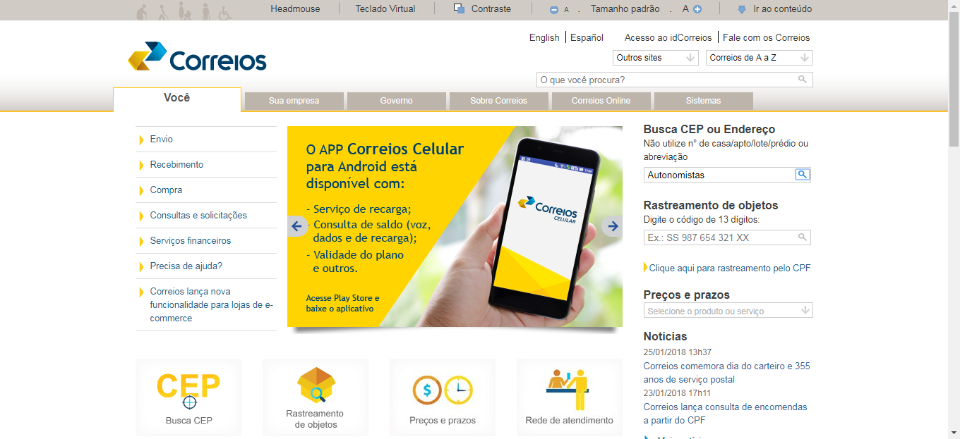 Headmouse
Teclado Virtual
Contraste
A . Tamanho padrão . A
Ir ao conteúdo
English Español Acesso ao idCorreios Fale com os Correios
Correios
Outros sites
Correios de A a Z
O que você procura?
Você
Sua empresa
Governo
Sobre Correios
Correios Online
Sistemas
Envio
Recebimento
Compra
Consultas e solicitações
Serviços financeiros
Precisa de ajuda?
Correios lança nova
funcionalidade para lojas de e-
commerce
O APP Correios Celular
para Android está
disponível com:
- Serviço de recarga;
- Consulta de saldo (voz,
dados e de recarga);
- Validade do plano
e outros.
Acesse Play Store e
baixe o aplicativo
Correios
CELULAR
Busca CEP ou Endereço
Não utilize n° de casa/apto/lote/prédio ou
abreviação
Autonomistas
Rastreamento de objetos
Digite o código de 13 dígitos:
Ex.: SS 987 654 321 XX
Clique aqui para rastreamento pelo CPF
Preços e prazos
Selecione o produto ou serviço
Notícias
25/01/2018 13h37
Correios comemora dia do carteiro e 355
anos de serviço postal
23/01/2018 17h11
Correios lança consulta de encomendas
a partir do CPF
CEP
Busca CEP
Rastreamento
de objetos
$
Preços e prazos
Rede de atendimento